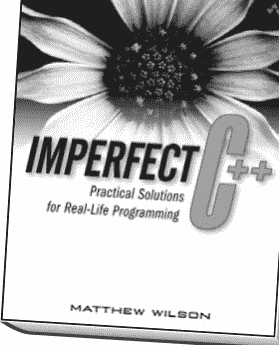 IMPERFECT C++
Practical Solutions
for Real-Life Programming
MATTHEW WILSON